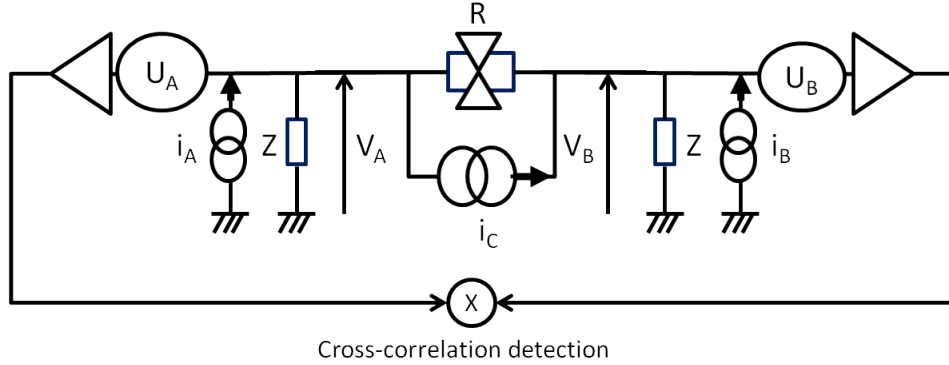 R
U_A
U_B
i_A
Z
V_A
V_B
Z
i_B
i_C
X
Cross-correlation detection